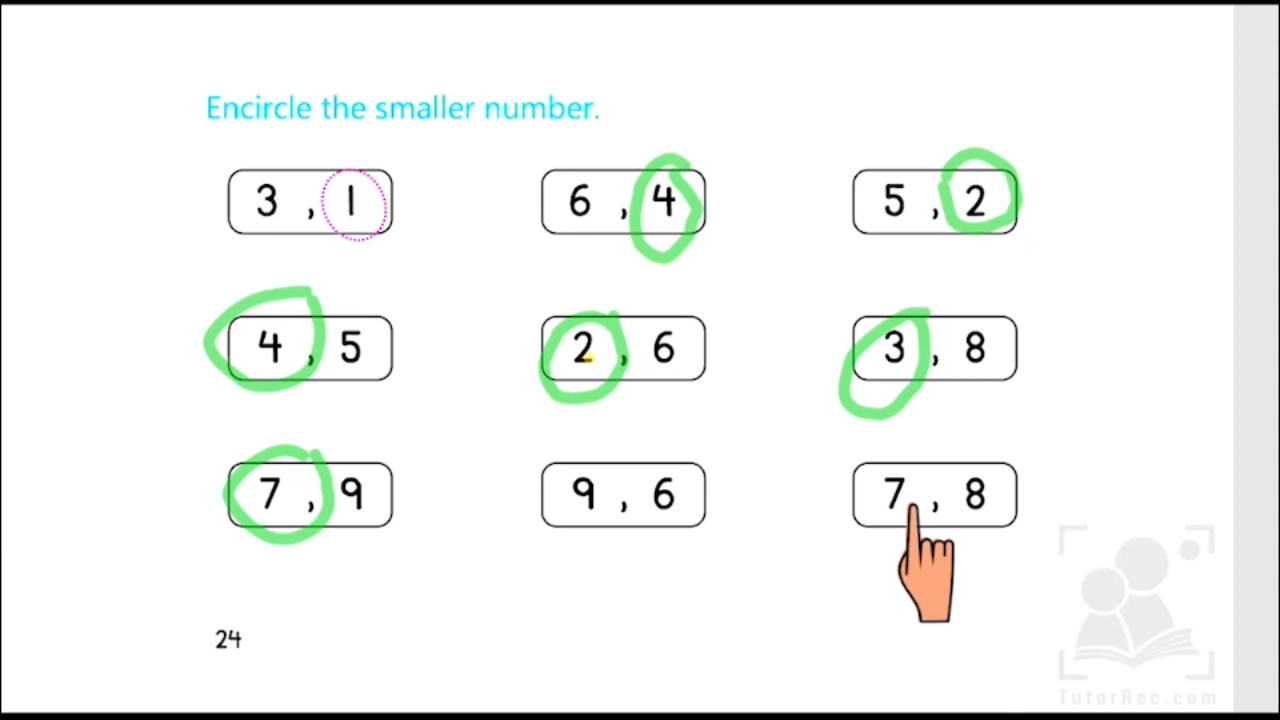 Encircle the smaller number.
3 , 1
6 , 4
5 , 2
4 , 5
2 , 6
3 , 8
7 , 9
9 , 6
7 , 8
24
TutorRec.com